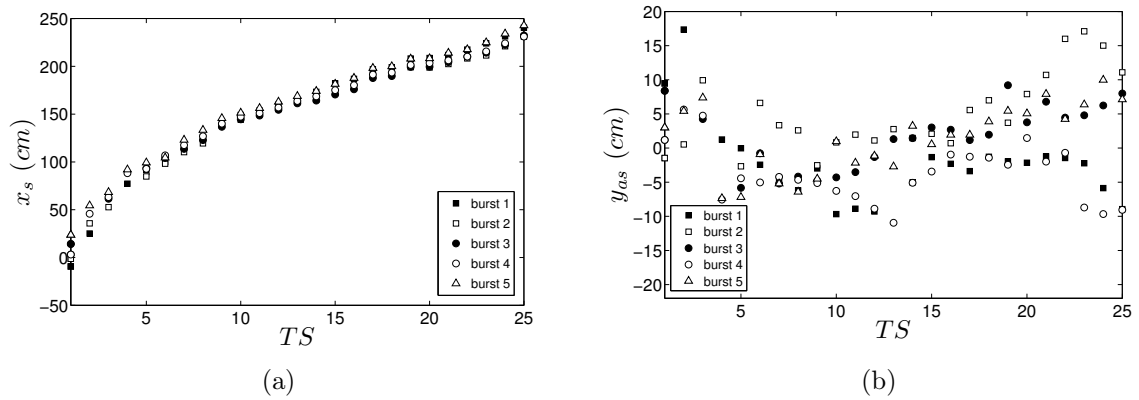 250
200
150
100
50
0
−50
5 10 15 20 25
x_s (cm)
TS
burst 1
burst 2
burst 3
burst 4
burst 5
(a)
20
15
10
5
0
−5
−10
−15
−20
5 10 15 20 25
y_{as} (cm)
TS
burst 1
burst 2
burst 3
burst 4
burst 5
(b)